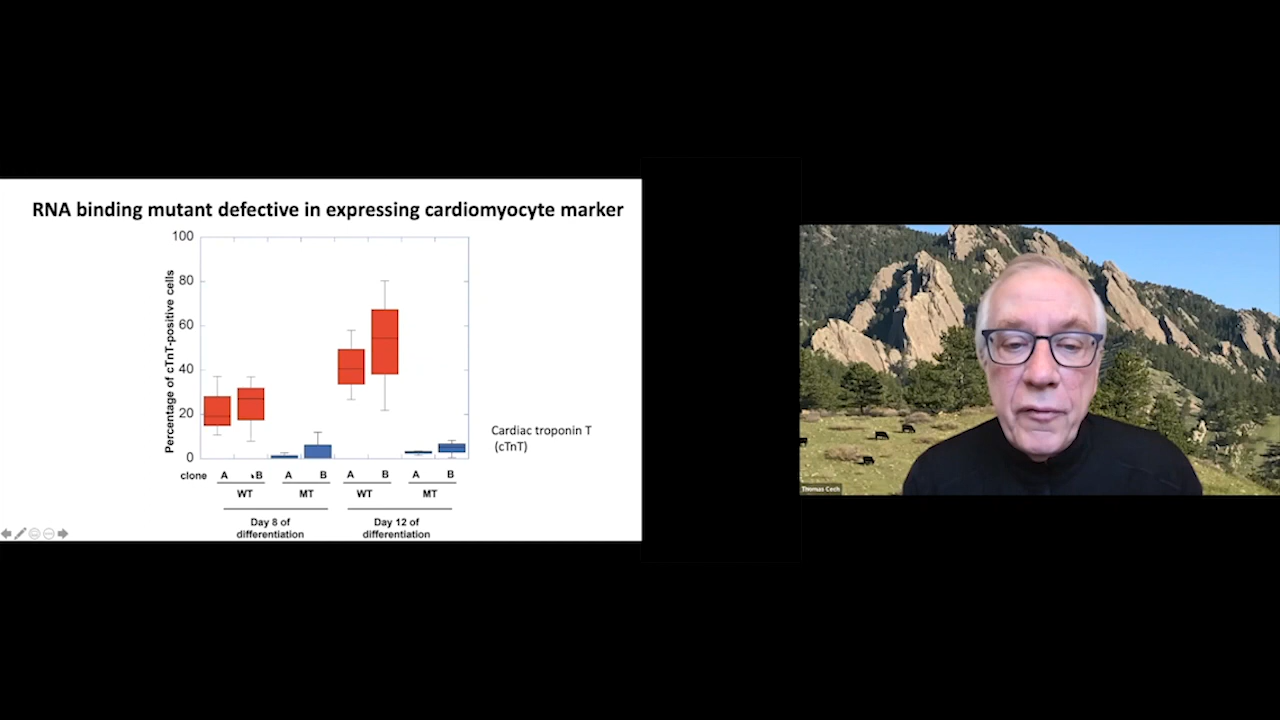 RNA binding mutant defective in expressing cardiomyocyte marker
Percentage of cTnT-positive cells
100
80
60
40
20
0
Cardiac troponin T
(cTnT)
clone A B A B A B A B
WT MT WT MT
Day 8 of
differentiation
Day 12 of
differentiation
Thomas Cech